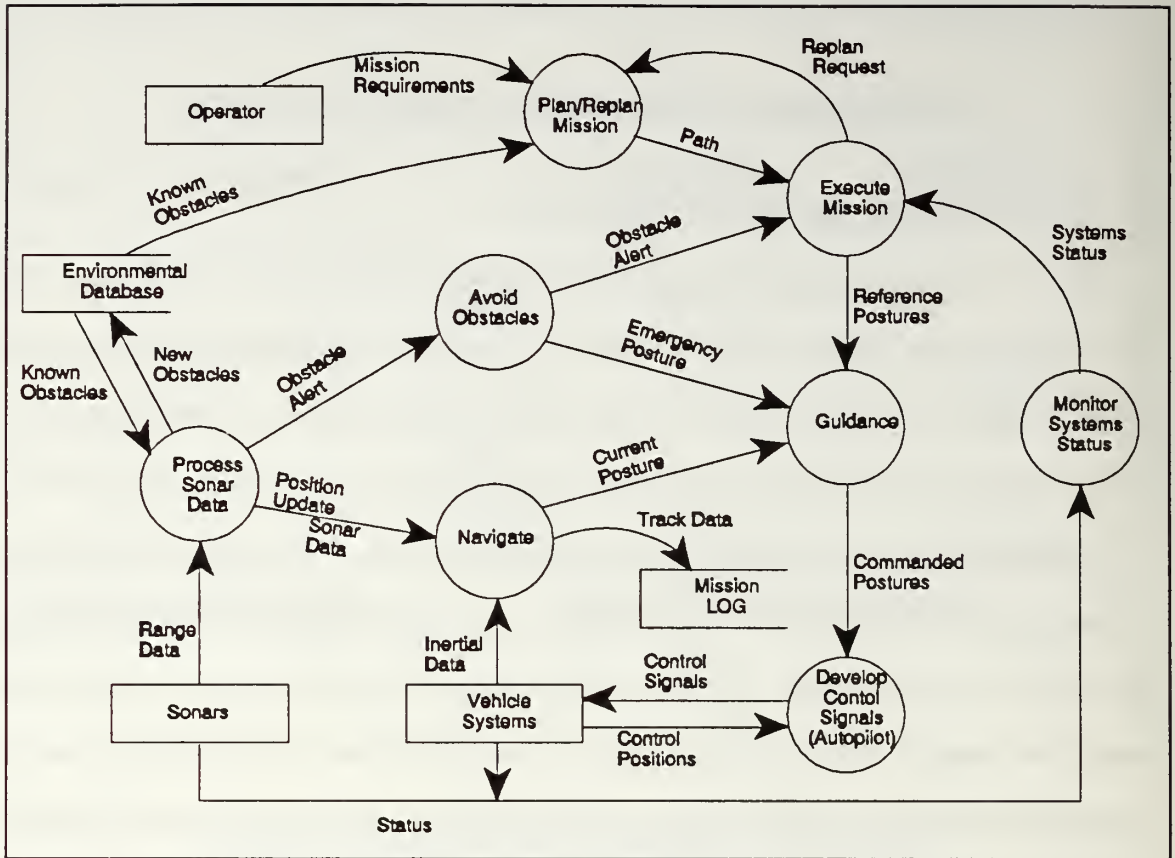 Replan
Request
Mission
Requirements
Operator
Plan/Replan
Mission
Path
Execute
Mission
Known
Obstacles
Obstacle
Alert
Systems
Status
Environmental
Database
Avoid
Obstacles
Reference
Postures
Emergency
Posture
New
Obstacles
Known
Obstacles
Obstacle
Alert
Guidance
Monitor
Systems
Status
Process
Sonar
Data
Current
Posture
Position
Update
Sonar
Data
Navigate
Track Data
Commanded
Postures
Mission
LOG
Range
Data
Inertial
Data
Control
Signals
Develop
Contol
Signals
(Autopilot)
Sonars
Vehicle
Systems
Control
Positions
Status